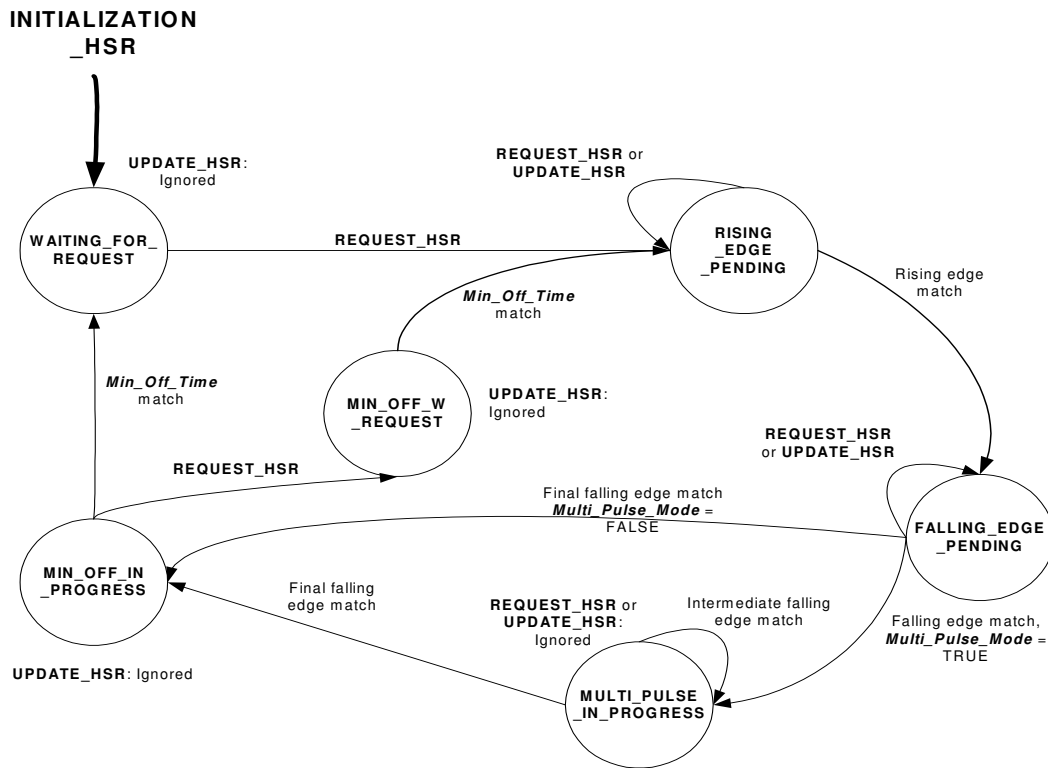 INITIALIZATION
_HSR
UPDATE_HSR:
Ignored
REQUEST_HSR or
UPDATE_HSR
WAITING_FOR_
REQUEST
REQUEST_HSR
RISING
_EDGE
_PENDING
Rising edge
match
Min_Off_Time
match
Min_Off_Time
match
MIN_OFF_W
_REQUEST
UPDATE_HSR:
Ignored
REQUEST_HSR
or UPDATE_HSR
REQUEST_HSR
Final falling edge match
Multi_Pulse_Mode =
FALSE
FALLING_EDGE
_PENDING
MIN_OFF_IN
_PROGRESS
Final falling
edge match
REQUEST_HSR or
UPDATE_HSR:
Ignored
Intermediate falling
edge match
Falling edge match,
Multi_Pulse_Mode =
TRUE
UPDATE_HSR: Ignored
MULTI_PULSE
_IN_PROGRESS